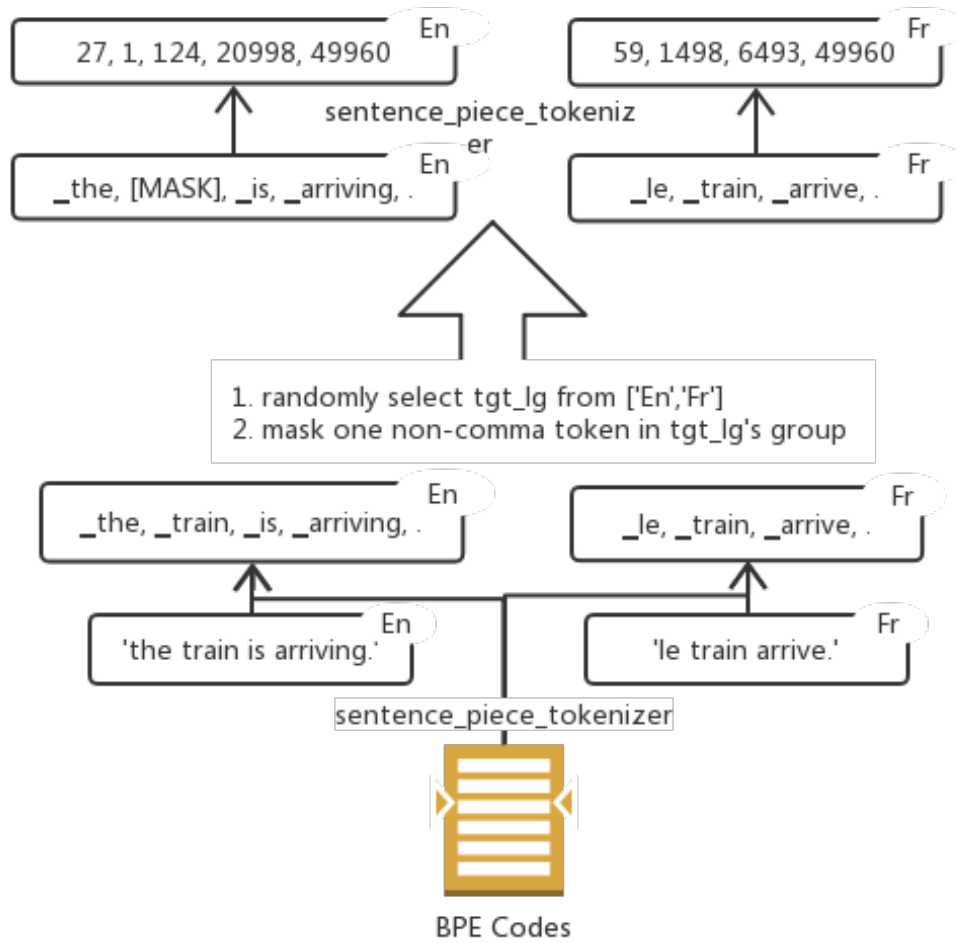 En
27, 1, 124, 20998, 49960
Fr
59, 1498, 6493, 49960
sentence_piece_tokeniz
er
En
_the, [MASK], _is, _arriving, .
Fr
_le, _train, _arrive, .
1. randomly select tgt_lg from ['En','Fr']
2. mask one non-comma token in tgt_lg's group
En
_the, _train, _is, _arriving, .
Fr
_le, _train, _arrive, .
En
'the train is arriving.'
Fr
'le train arrive.'
sentence_piece_tokenizer
BPE Codes